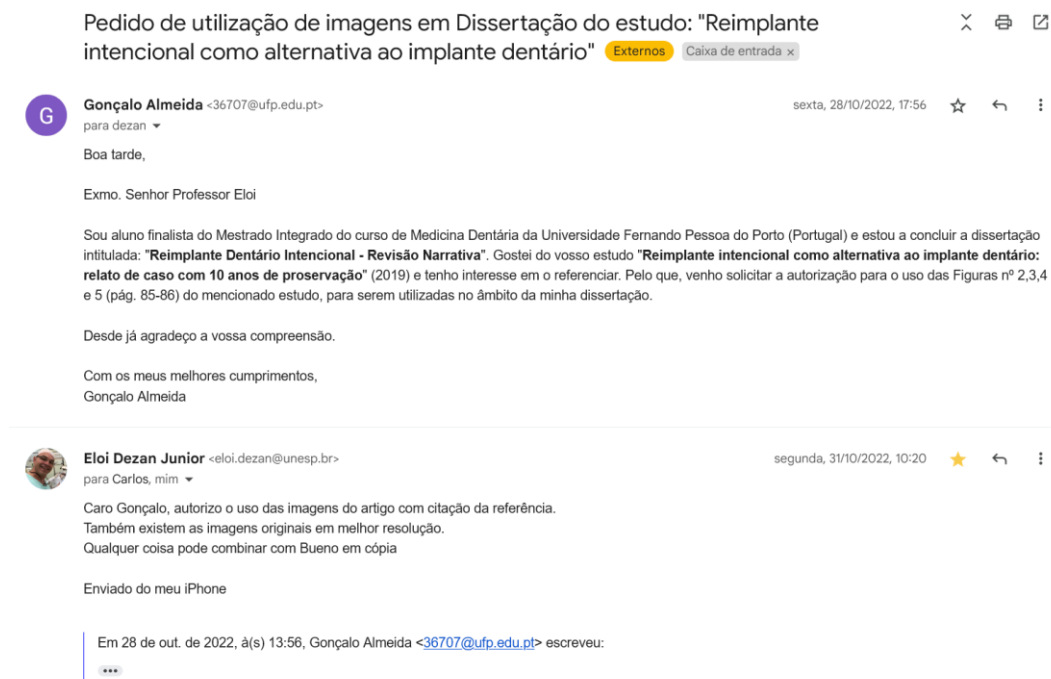 Pedido de utilização de imagens em Dissertação do estudo: "Reimplante
intencional como alternativa ao implante dentário" Externos Caixa de entrada ×
G
Gonçalo Almeida <36707@ufp.edu.pt> sexta, 28/10/2022, 17:56
para dezan
Boa tarde,
Exmo. Senhor Professor Eloi
Sou aluno finalista do Mestrado Integrado do curso de Medicina Dentária da Universidade Fernando Pessoa do Porto (Portugal) e estou a concluir a dissertação
intitulada: "Reimplante Dentário Intencional - Revisão Narrativa". Gostei do vosso estudo "Reimplante intencional como alternativa ao implante dentário:
relato de caso com 10 anos de proservação" (2019) e tenho interesse em o referenciar. Pelo que, venho solicitar a autorização para o uso das Figuras nº 2,3,4
e 5 (pág. 85-86) do mencionado estudo, para serem utilizadas no âmbito da minha dissertação.
Desde já agradeço a vossa compreensão.
Com os meus melhores cumprimentos,
Gonçalo Almeida
Eloi Dezan Junior <eloi.dezan@unesp.br> segunda, 31/10/2022, 10:20
para Carlos, mim
Caro Gonçalo, autorizo o uso das imagens do artigo com citação da referência.
Também existem as imagens originais em melhor resolução.
Qualquer coisa pode combinar com Bueno em cópia
Enviado do meu iPhone
Em 28 de out. de 2022, à(s) 13:56, Gonçalo Almeida <36707@ufp.edu.pt> escreveu: